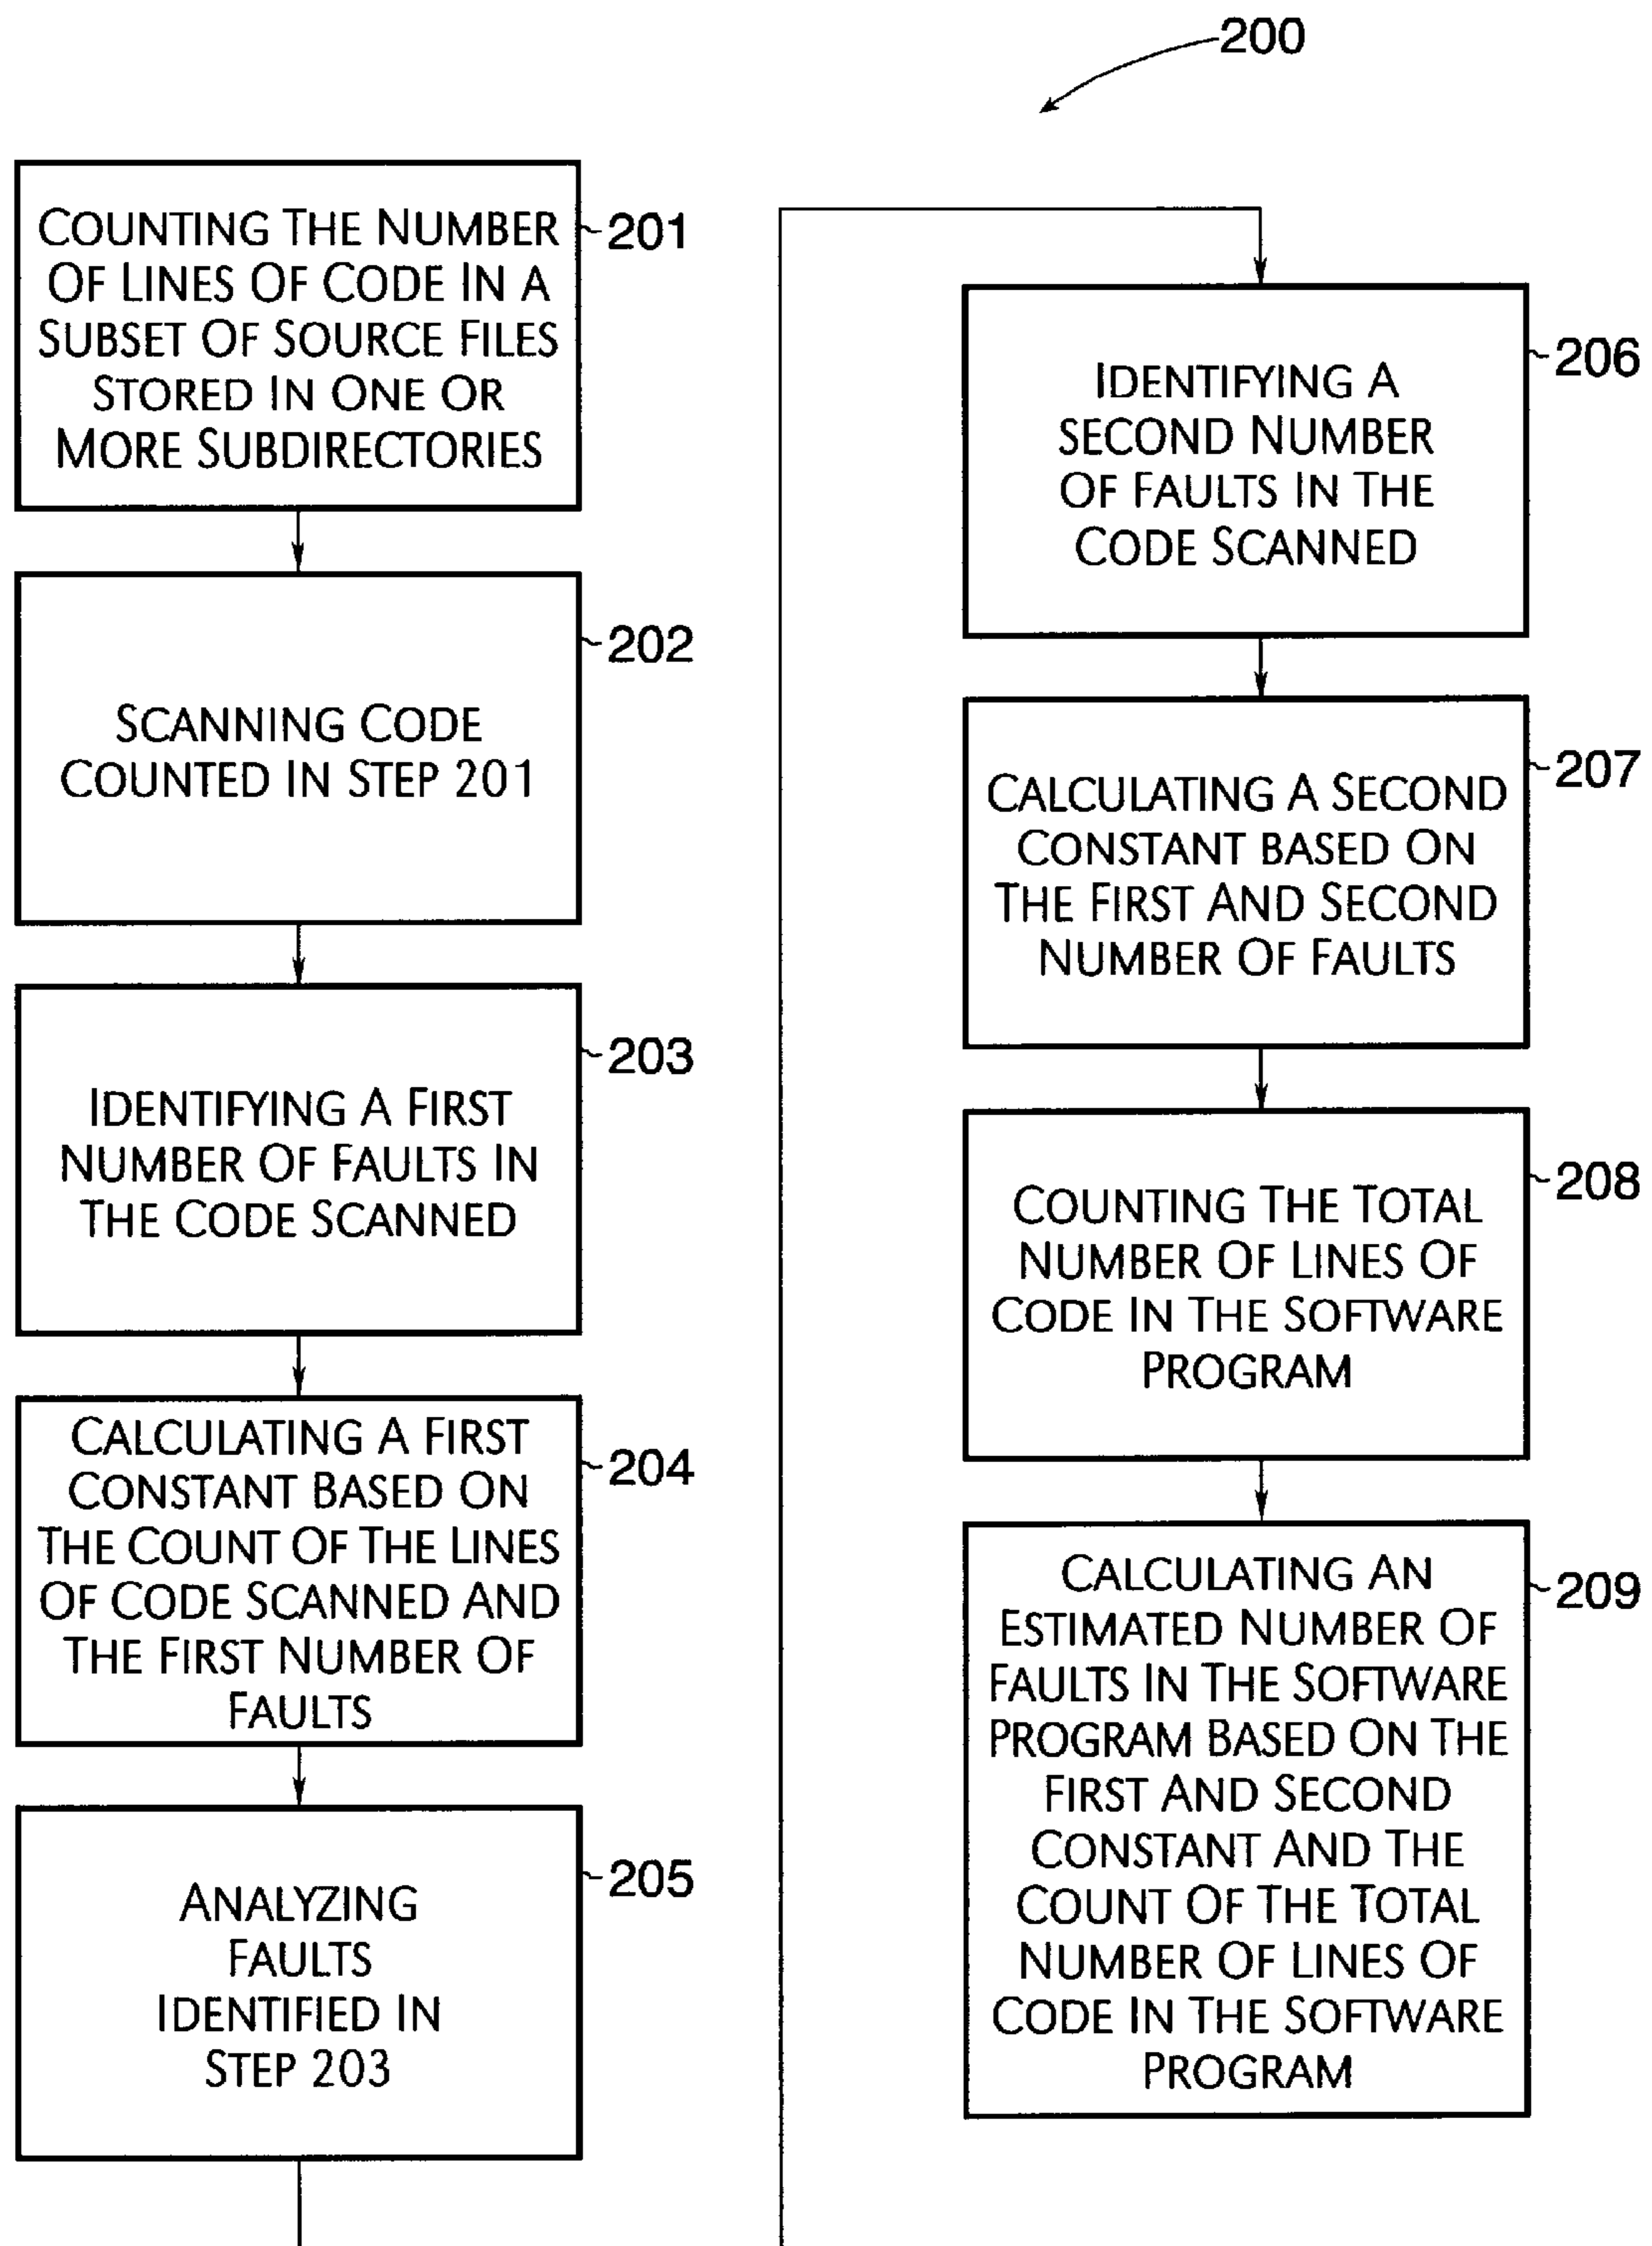 200
COUNTING THE NUMBER
OF LINES OF CODE IN A
SUBSET OF SOURCE FILES
STORED IN ONE OR
MORE SUBDIRECTORIES
201
SCANNING CODE
COUNTED IN STEP 201
202
IDENTIFYING A FIRST
NUMBER OF FAULTS IN
THE CODE SCANNED
203
CALCULATING A FIRST
CONSTANT BASED ON
THE COUNT OF THE LINES
OF CODE SCANNED AND
THE FIRST NUMBER OF
FAULTS
204
ANALYZING
FAULTS
IDENTIFIED IN
STEP 203
205
IDENTIFYING A
SECOND NUMBER
OF FAULTS IN THE
CODE SCANNED
206
CALCULATING A SECOND
CONSTANT BASED ON
THE FIRST AND SECOND
NUMBER OF FAULTS
207
COUNTING THE TOTAL
NUMBER OF LINES OF
CODE IN THE SOFTWARE
PROGRAM
208
CALCULATING AN
ESTIMATED NUMBER OF
FAULTS IN THE SOFTWARE
PROGRAM BASED ON THE
FIRST AND SECOND
CONSTANT AND THE
COUNT OF THE TOTAL
NUMBER OF LINES OF
CODE IN THE SOFTWARE
PROGRAM
209